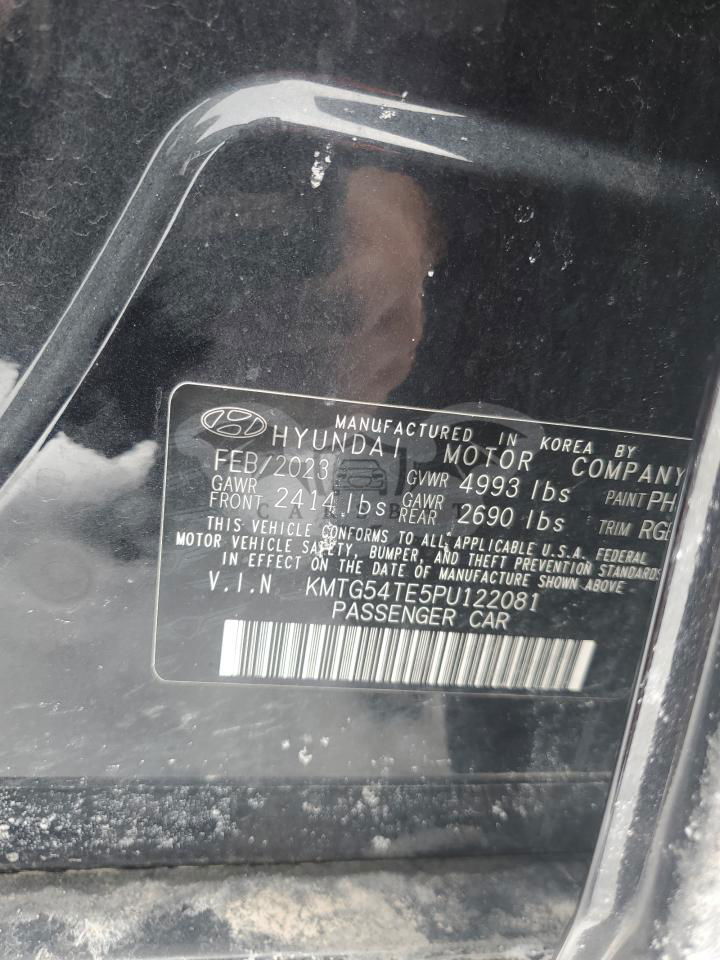 MANUFACTURED IN KOREA BY
HYUNDAI MOTOR COMPANY
FEB/2023 GVWR 4993 lbs PAINT PH
GAWR FRONT 2414 lbs GAWR REAR 2690 lbs TRIM RGE
THIS VEHICLE CONFORMS TO ALL APPLICABLE U.S.A. FEDERAL
MOTOR VEHICLE SAFETY, BUMPER, AND THEFT PREVENTION STANDARDS
IN EFFECT ON THE DATE OF MANUFACTURE SHOWN ABOVE
V.I.N KMTG54TE5PU122081
PASSENGER CAR